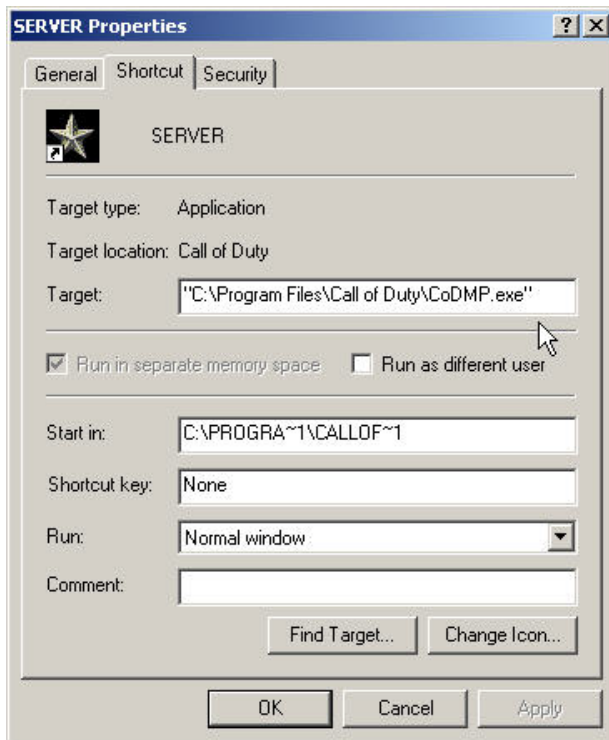 SERVER Properties
General Shortcut Security
SERVER
Target type: Application
Target location: Call of Duty
Target: "C:\Program Files\Call of Duty\CoDMP.exe"
Run in separate memory space Run as different user
Start in: C:\PROGRA~1\CALLOF~1
Shortcut key: None
Run: Normal window
Comment:
Find Target... Change Icon...
OK Cancel Apply